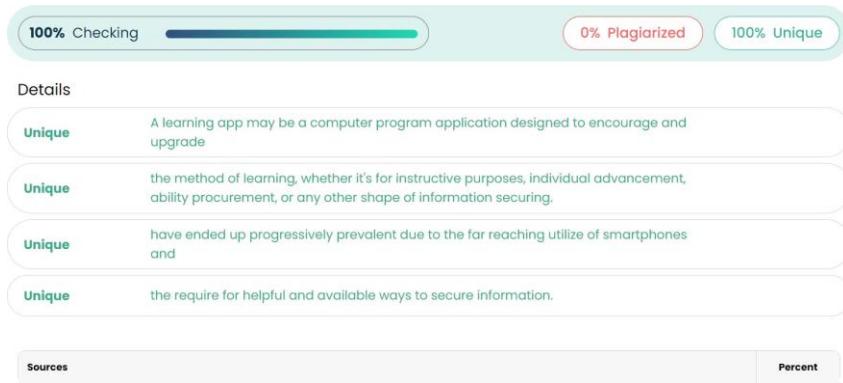 100% Checking
0% Plagiarized
100% Unique
Details
Unique
A learning app may be a computer program application designed to encourage and
upgrade
Unique
the method of learning, whether it's for instructive purposes, individual advancement,
ability procurement, or any other shape of information securing.
Unique
have ended up progressively prevalent due to the far reaching utilize of smartphones
and
Unique
the require for helpful and available ways to secure information.
Sources
Percent